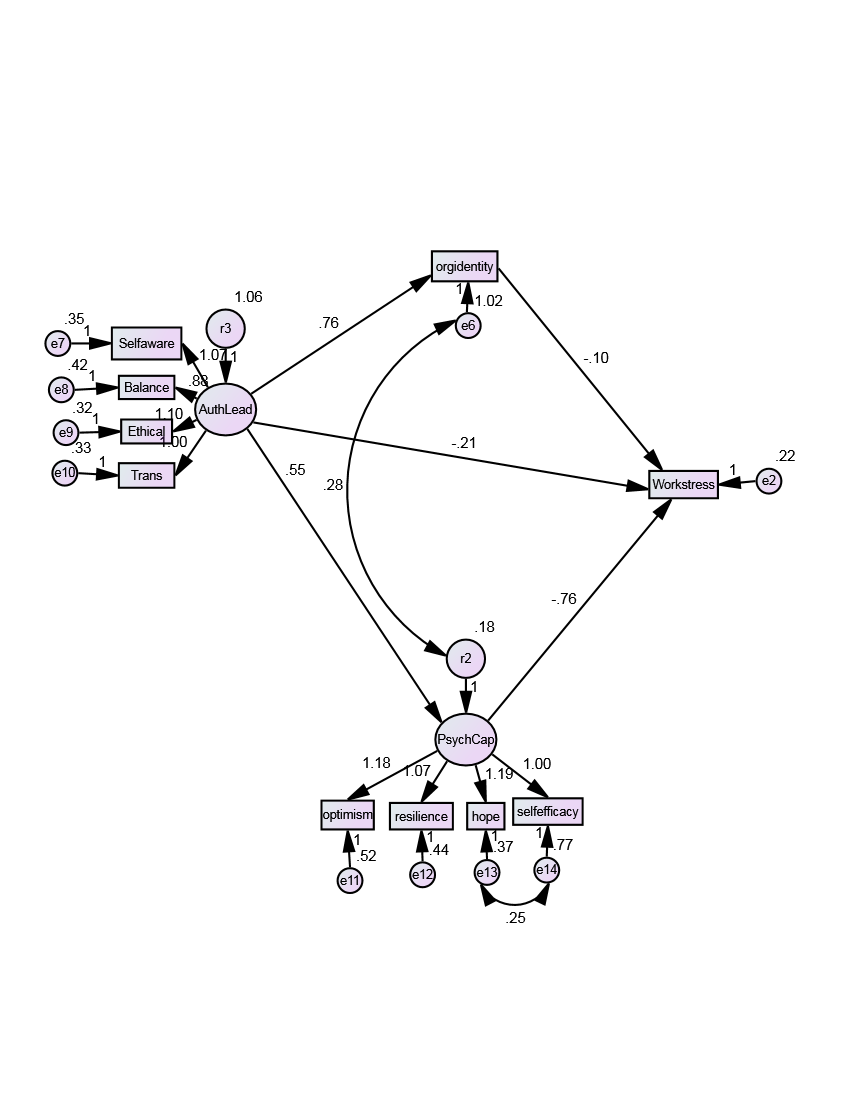 orgidentity
1
1.02
e6
.76
-.10
1.06
r3
1
.35
e7
1
Selfaware
1.07
.42
e8
1
Balance
.88
AuthLead
.32
e9
1
Ethical
1.10
.33
e10
1
Trans
1.00
-.21
.55
.28
Workstress
1
e2
.22
-.76
.18
r2
1
PsychCap
1.18
1.07
1.19
1.00
optimism
resilience
hope
selfefficacy
1
.52
e11
1
.44
e12
1
.37
e13
1
.77
e14
.25